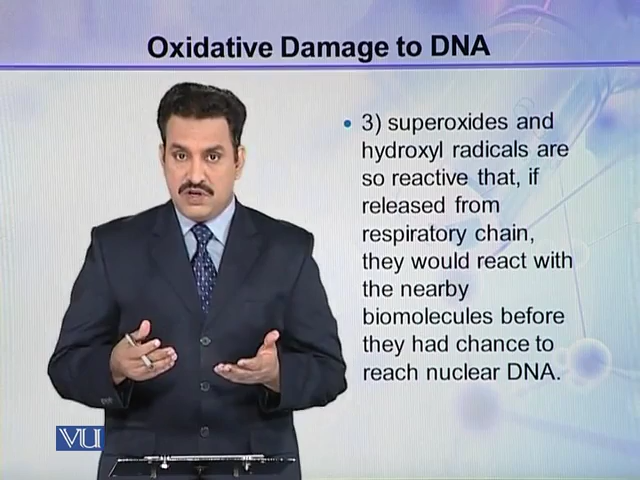 Oxidative Damage to DNA
• 3) superoxides and
hydroxyl radicals are
so reactive that, if
released from
respiratory chain,
they would react with
the nearby
biomolecules before
they had chance to
reach nuclear DNA.
VU